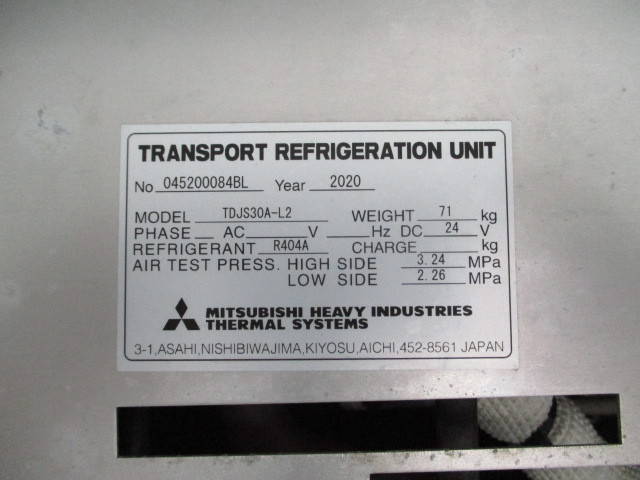 TRANSPORT REFRIGERATION UNIT
No 045200084BL Year 2020
MODEL TDJS30A-L2 WEIGHT 71 kg
PHASE AC V Hz DC 24 V
REFRIGERANT R404A CHARGE kg
AIR TEST PRESS. HIGH SIDE 3.24 MPa
LOW SIDE 2.26 MPa
MITSUBISHI HEAVY INDUSTRIES
THERMAL SYSTEMS
3-1,ASAHI,NISHIBIWAJIMA,KIYOSU,AICHI,452-8561 JAPAN